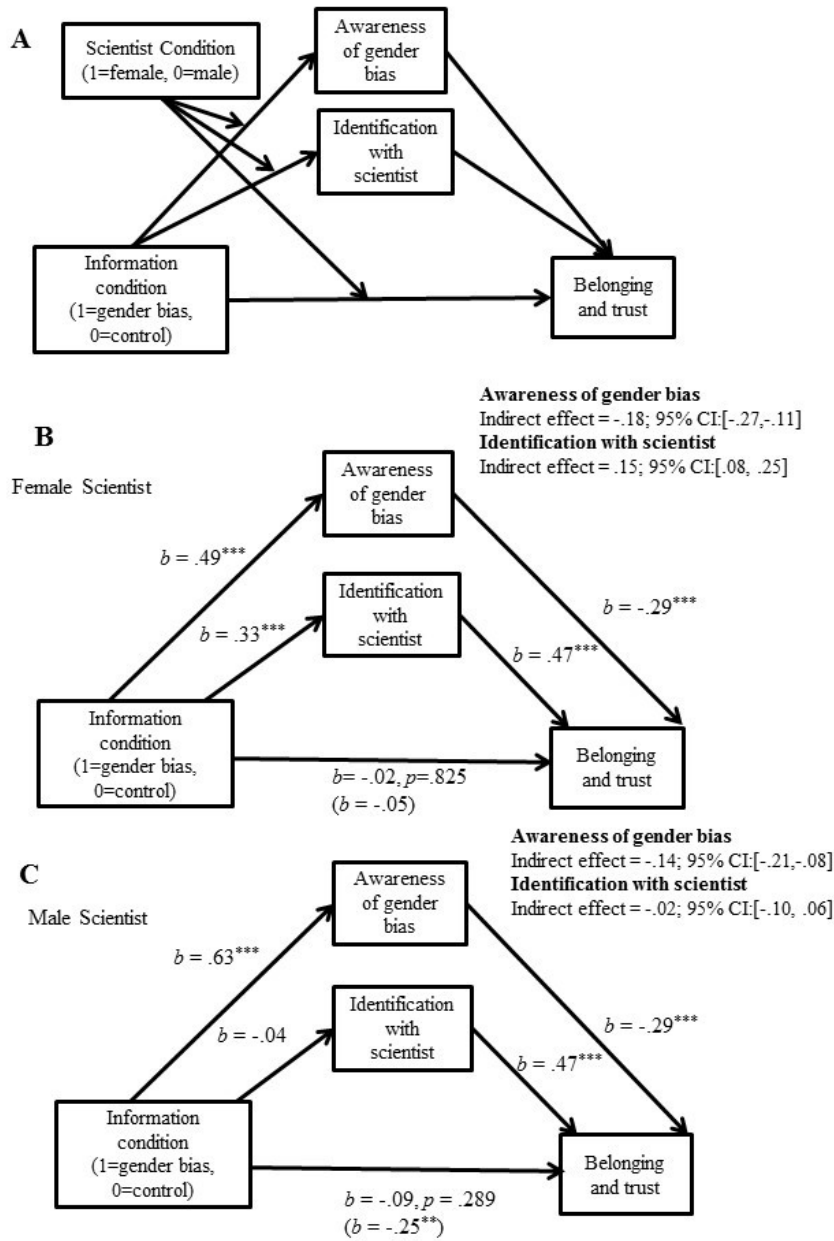 A
Scientist Condition
(1=female, 0=male)
Awareness
of gender
bias
Identification
with
scientist
Information
condition
(1=gender bias,
0=control)
Belonging
and trust
B
Female Scientist
Awareness of gender bias
Indirect effect = -.18; 95% CI:[-.27,-.11]
Identification with scientist
Indirect effect = .15; 95% CI:[.08, .25]
Awareness
of gender
bias
b = .49***
Identification
with
scientist
b = .33***
b = -.29***
b = .47***
Information
condition
(1=gender bias,
0=control)
b= -.02, p=.825
(b = -.05)
Belonging
and trust
C
Male Scientist
Awareness of gender bias
Indirect effect = -.14; 95% CI:[-.21,-.08]
Identification with scientist
Indirect effect = -.02; 95% CI:[-.10, .06]
Awareness
of gender
bias
b = .63***
Identification
with
scientist
b = -.04
b = -.29***
b = .47***
Information
condition
(1=gender bias,
0=control)
b = -.09, p = .289
(b = -.25**)
Belonging
and trust